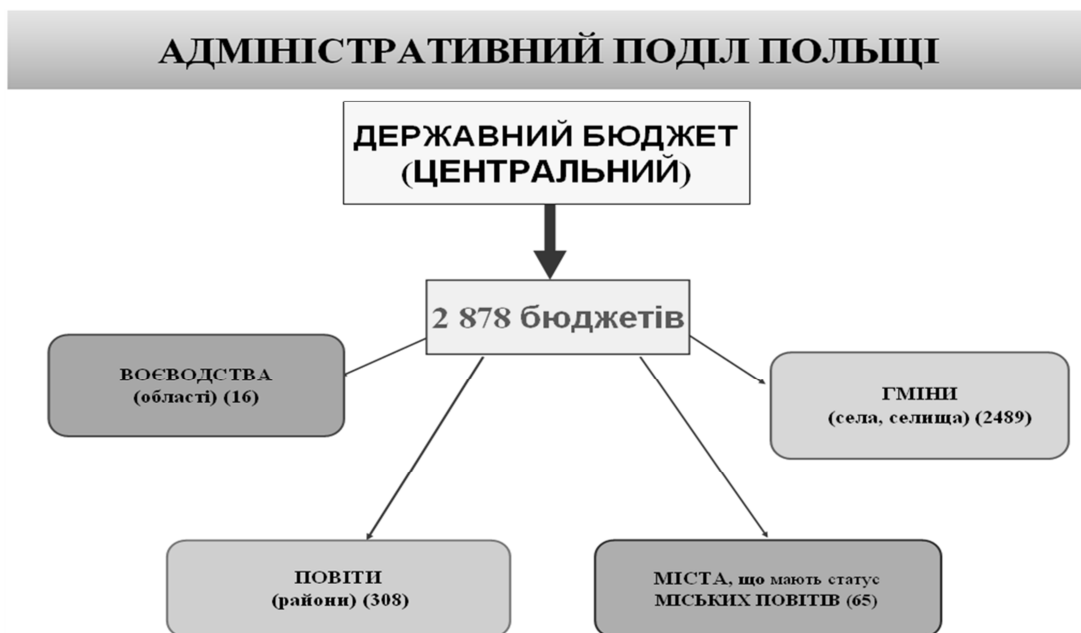 АДМІНІСТРАТИВНИЙ ПОДІЛ ПОЛЬЩІ
ДЕРЖАВНИЙ БЮДЖЕТ
(ЦЕНТРАЛЬНИЙ)
2 878 бюджетів
ВОЄВОДСТВА
(області) (16)
ГМІНИ
(села, селища) (2489)
ПОВІТИ
(райони) (308)
МІСТА, що мають статус
МІСЬКИХ ПОВІТІВ (65)